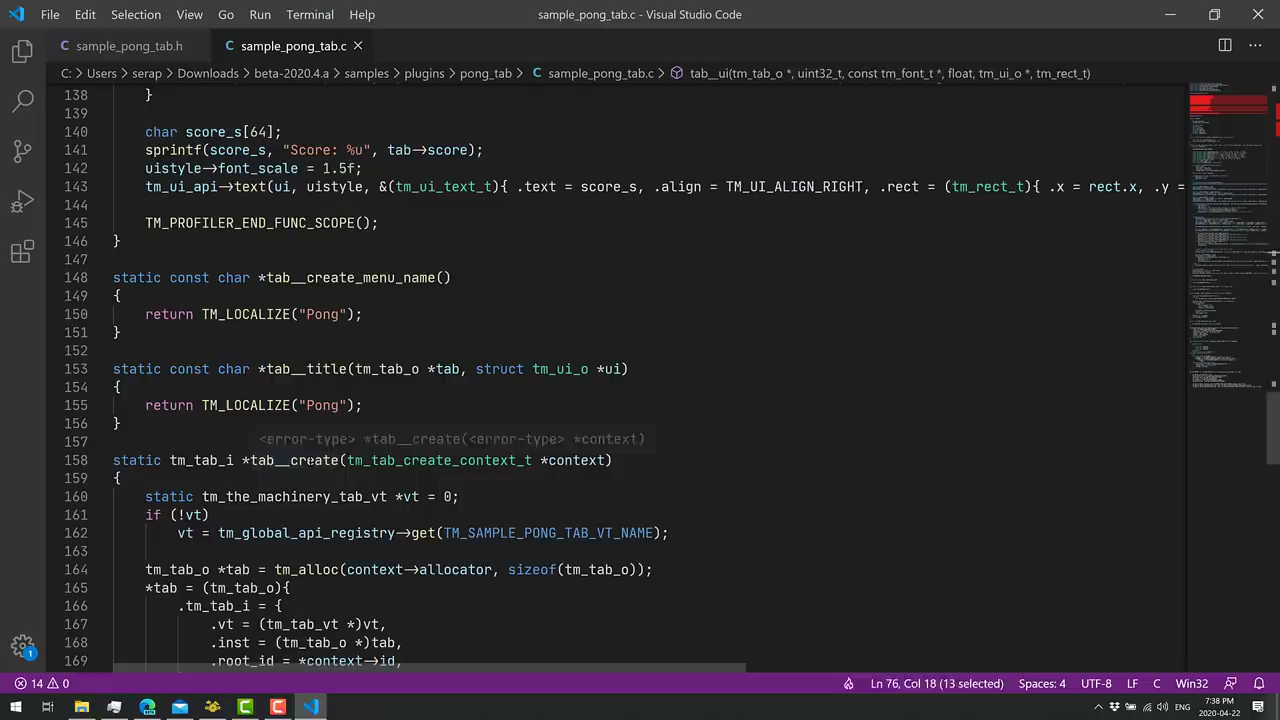 File Edit Selection View Go Run Terminal Help sample_pong_tab.c - Visual Studio Code
C sample_pong_tab.h C sample_pong_tab.c
C: > Users > serap > Downloads > beta-2020.4.a > samples > plugins > pong_tab > C sample_pong_tab.c > tab__ui(tm_tab_o *, uint32_t, const tm_font_t *, float, tm_ui_o *, tm_rect_t)
138 }
139
140 char score_s[64];
141 sprintf(score_s, "Score: %u", tab->score);
142 uistyle->font_scale =
143 tm_ui_api->text(ui, uistyle, &(tm_ui_text_t){ .text = score_s, .align = TM_UI_ALIGN_RIGHT, .rect = (tm_rect_t){ .x = rect.x, .y =
144
145 TM_PROFILER_END_FUNC_SCOPE();
146 }
147
148 static const char *tab__create_menu_name()
149 {
150 return TM_LOCALIZE("Pong");
151 }
152
153 static const char *tab__title(tm_tab_o *tab, struct tm_ui_o *ui)
154 {
155 return TM_LOCALIZE("Pong");
156 }
157
<error-type> *tab__create(<error-type> *context)
158 static tm_tab_i *tab__create(tm_tab_create_context_t *context)
159 {
160 static tm_the_machinery_tab_vt *vt = 0;
161 if (!vt)
162 vt = tm_global_api_registry->get(TM_SAMPLE_PONG_TAB_VT_NAME);
163
164 tm_tab_o *tab = tm_alloc(context->allocator, sizeof(tm_tab_o));
165 *tab = (tm_tab_o){
166 .tm_tab_i = {
167 .vt = (tm_tab_vt *)vt,
168 .inst = (tm_tab_o *)tab,
169 .root_id = *context->id,
14 0 Ln 76, Col 18 (13 selected) Spaces: 4 UTF-8 LF C Win32
ENG 7:38 PM
2020-04-22